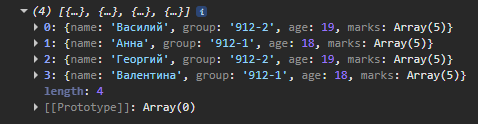 (4) [{…}, {…}, {…}, {…}] i
0: {name: 'Василий', group: '912-2', age: 19, marks: Array(5)}
1: {name: 'Анна', group: '912-1', age: 18, marks: Array(5)}
2: {name: 'Георгий', group: '912-2', age: 19, marks: Array(5)}
3: {name: 'Валентина', group: '912-1', age: 18, marks: Array(5)}
length: 4
[[Prototype]]: Array(0)